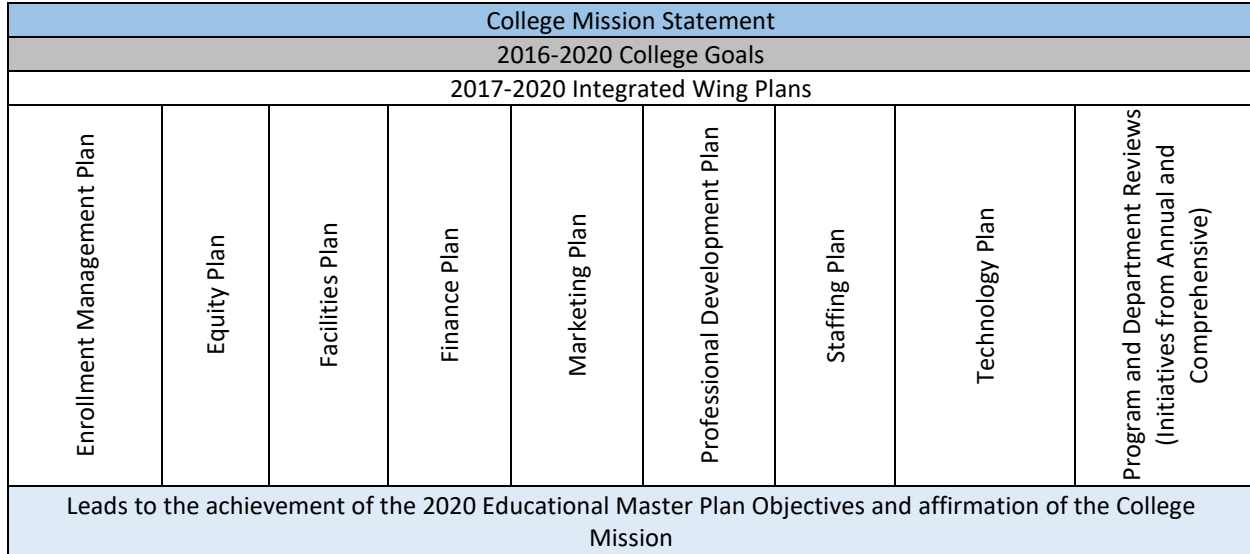 College Mission Statement
2016-2020 College Goals
2017-2020 Integrated Wing Plans
Enrollment Management Plan
Equity Plan
Facilities Plan
Finance Plan
Marketing Plan
Professional Development Plan
Staffing Plan
Technology Plan
Program and Department Reviews
(Initiatives from Annual and
Comprehensive)
Leads to the achievement of the 2020 Educational Master Plan Objectives and affirmation of the College
Mission